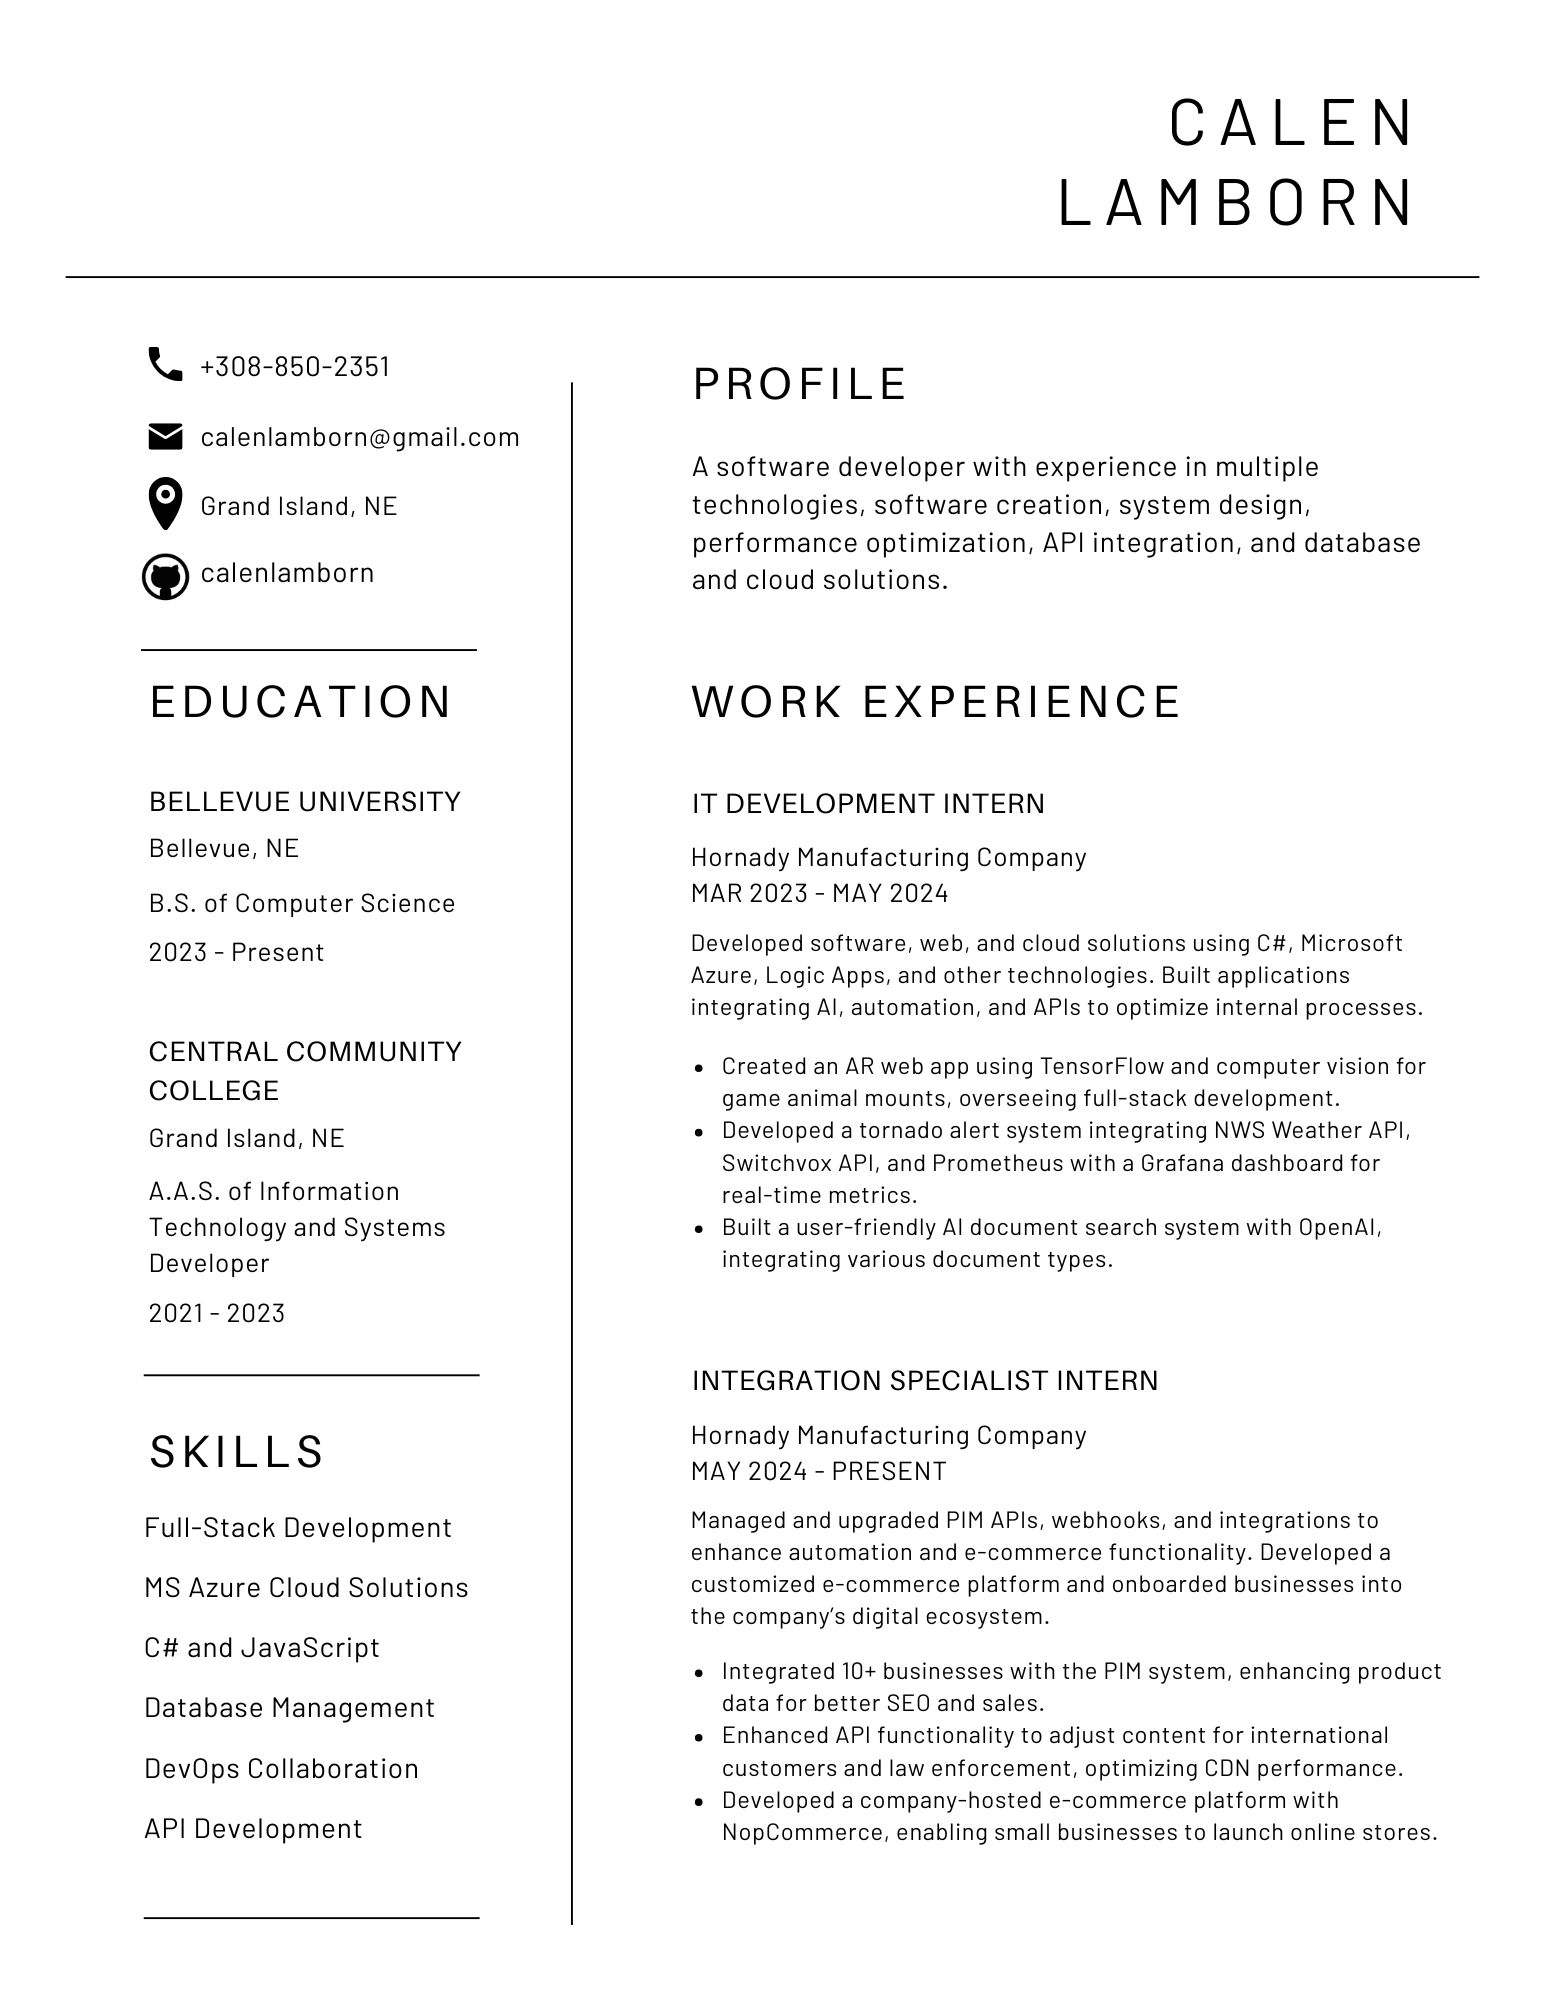 CALEN
LAMBORN
+308-850-2351
calenlamborn@gmail.com
Grand Island, NE
calenlamborn
EDUCATION
BELLEVUE UNIVERSITY
Bellevue, NE
B.S. of Computer Science
2023 - Present
CENTRAL COMMUNITY
COLLEGE
Grand Island, NE
A.A.S. of Information
Technology and Systems
Developer
2021 - 2023
SKILLS
Full-Stack Development
MS Azure Cloud Solutions
C# and JavaScript
Database Management
DevOps Collaboration
API Development
PROFILE
A software developer with experience in multiple
technologies, software creation, system design,
performance optimization, API integration, and database
and cloud solutions.
WORK EXPERIENCE
IT DEVELOPMENT INTERN
Hornady Manufacturing Company
MAR 2023 - MAY 2024
Developed software, web, and cloud solutions using C#, Microsoft
Azure, Logic Apps, and other technologies. Built applications
integrating AI, automation, and APIs to optimize internal processes.
• Created an AR web app using TensorFlow and computer vision for
game animal mounts, overseeing full-stack development.
• Developed a tornado alert system integrating NWS Weather API,
Switchvox API, and Prometheus with a Grafana dashboard for
real-time metrics.
• Built a user-friendly AI document search system with OpenAI,
integrating various document types.
INTEGRATION SPECIALIST INTERN
Hornady Manufacturing Company
MAY 2024 - PRESENT
Managed and upgraded PIM APIs, webhooks, and integrations to
enhance automation and e-commerce functionality. Developed a
customized e-commerce platform and onboarded businesses into
the company's digital ecosystem.
• Integrated 10+ businesses with the PIM system, enhancing product
data for better SEO and sales.
• Enhanced API functionality to adjust content for international
customers and law enforcement, optimizing CDN performance.
• Developed a company-hosted e-commerce platform with
NopCommerce, enabling small businesses to launch online stores.